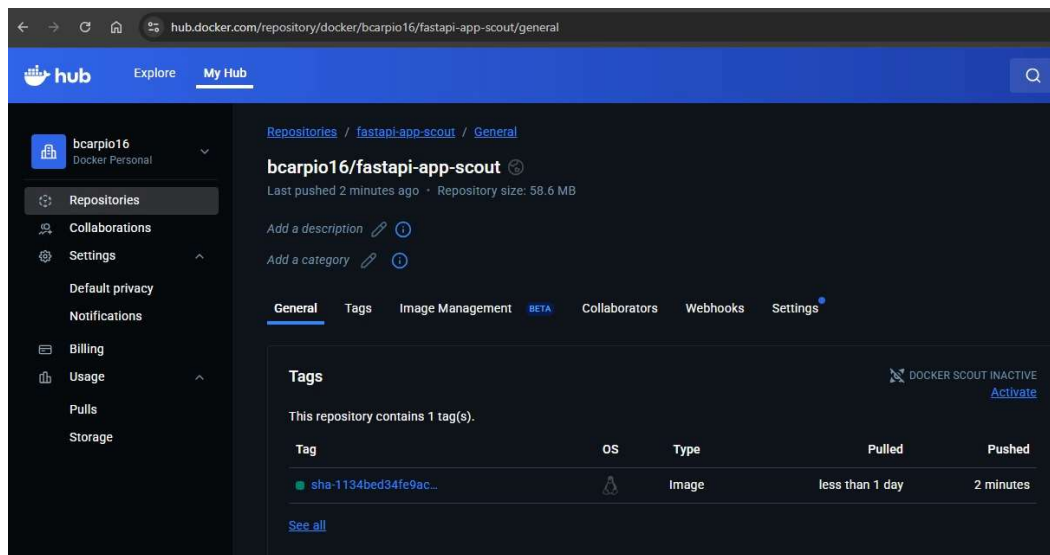 hub.docker.com/repository/docker/bcarpio16/fastapi-app-scout/general
hub
Explore
My Hub
bcarpio16
Docker Personal
Repositories
Collaborations
Settings
Default privacy
Notifications
Billing
Usage
Pulls
Storage
Repositories / fastapi-app-scout / General
bcarpio16/fastapi-app-scout
Last pushed 2 minutes ago · Repository size: 58.6 MB
Add a description
Add a category
General Tags Image Management BETA Collaborators Webhooks Settings
Tags
DOCKER SCOUT INACTIVE
Activate
This repository contains 1 tag(s).
Tag OS Type Pulled Pushed
sha-1134bed34fe9ac... Image less than 1 day 2 minutes
See all